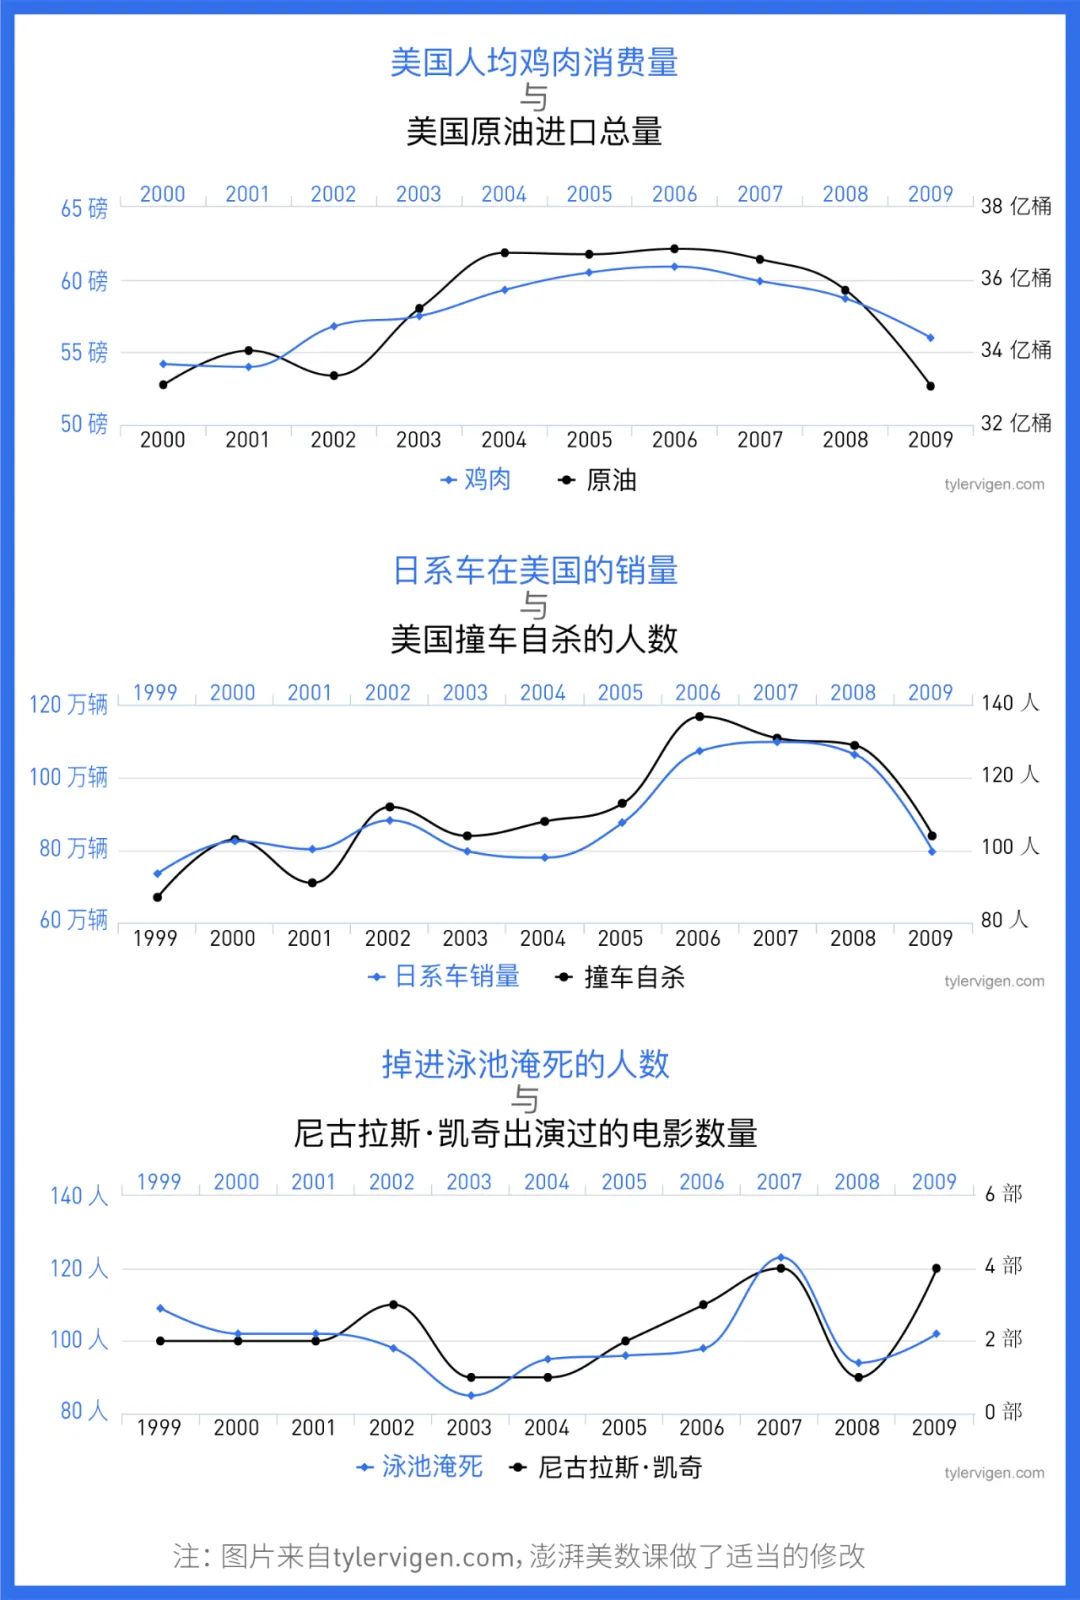 美国人均鸡肉消费量
与
美国原油进口总量
2000 2001 2002 2003 2004 2005 2006 2007 2008 2009
65 磅 38 亿桶
60 磅 36 亿桶
55 磅 34 亿桶
50 磅 32 亿桶
2000 2001 2002 2003 2004 2005 2006 2007 2008 2009
鸡肉 原油
tylervigen.com
日系车在美国的销量
与
美国撞车自杀的人数
1999 2000 2001 2002 2003 2004 2005 2006 2007 2008 2009
120 万辆 140 人
100 万辆 120 人
80 万辆 100 人
60 万辆 80 人
1999 2000 2001 2002 2003 2004 2005 2006 2007 2008 2009
日系车销量 撞车自杀
tylervigen.com
掉进泳池淹死的人数
与
尼古拉斯·凯奇出演过的电影数量
1999 2000 2001 2002 2003 2004 2005 2006 2007 2008 2009
140 人 6 部
120 人 4 部
100 人 2 部
80 人 0 部
1999 2000 2001 2002 2003 2004 2005 2006 2007 2008 2009
泳池淹死 尼古拉斯·凯奇
tylervigen.com
注：图片来自tylervigen.com，澎湃美数课做了适当的修改